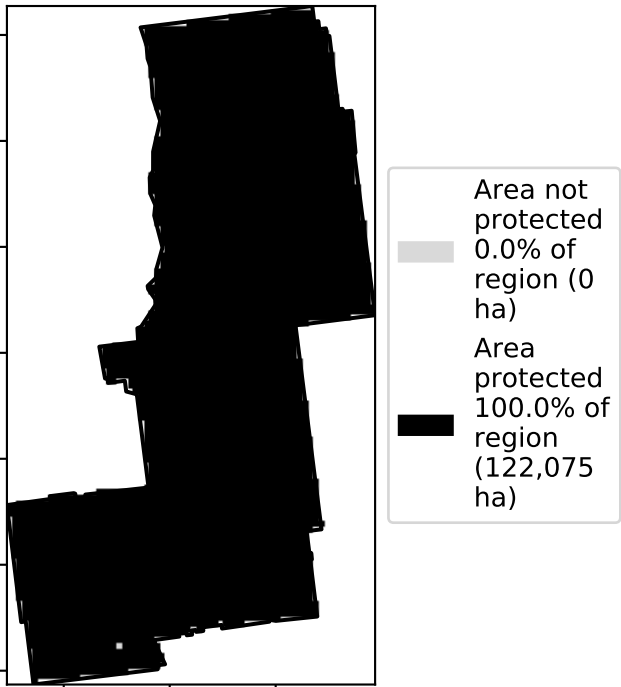 Area not
protected
0.0% of
region (0
ha)
Area
protected
100.0% of
region
(122,075
ha)